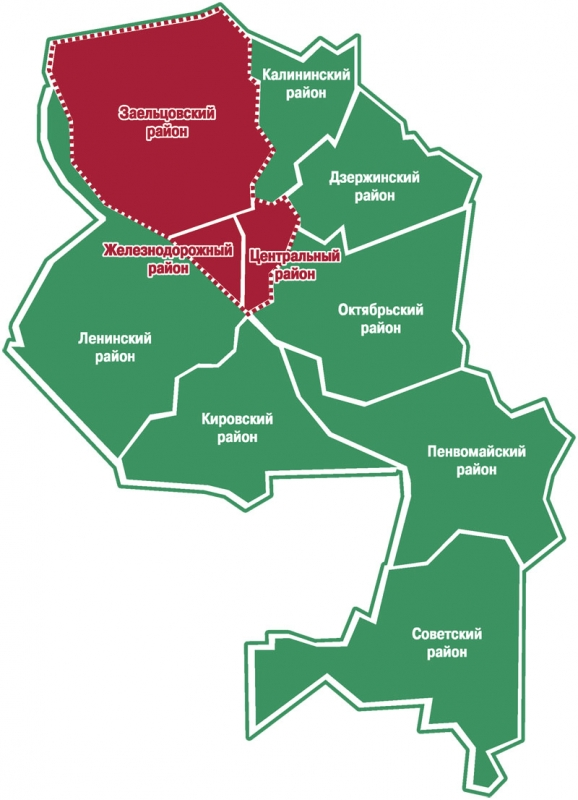 Калининский
район
Заельцовский
район
Дзержинский
район
Железнодорожный
район
Центральный
район
Октябрьский
район
Ленинский
район
Кировский
район
Пенвомайский
район
Советский
район